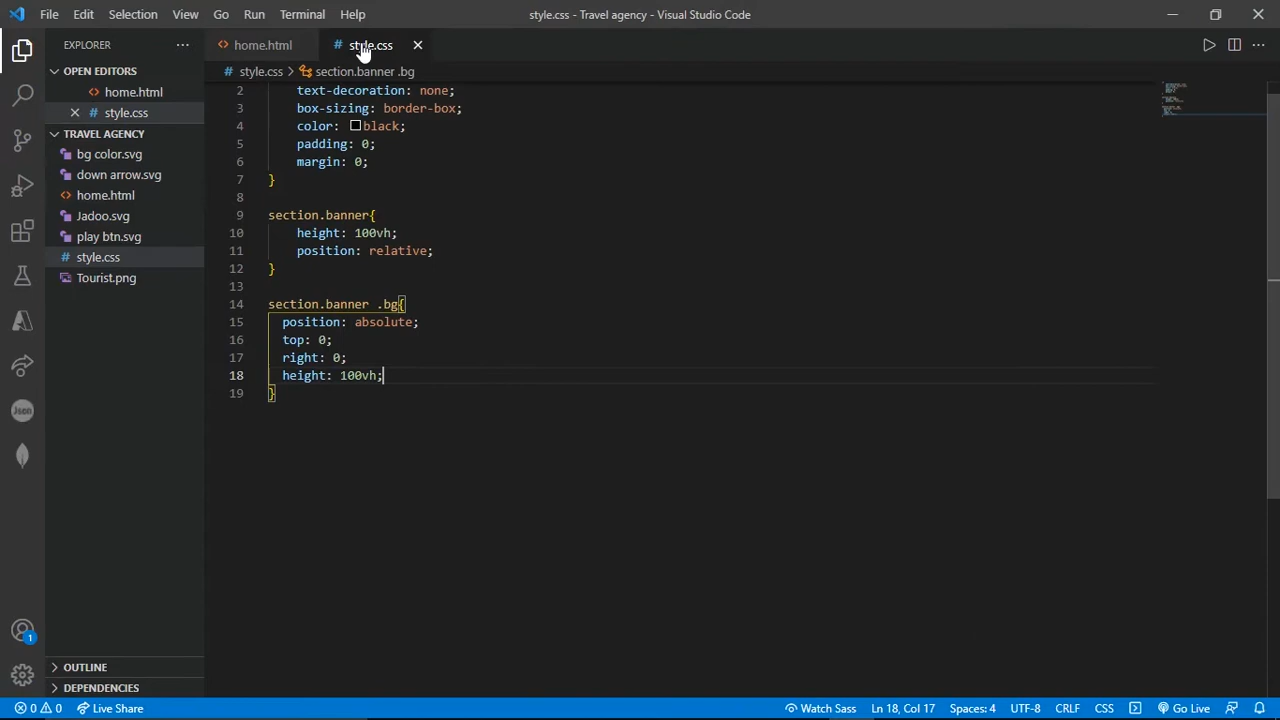 File Edit Selection View Go Run Terminal Help
style.css - Travel agency - Visual Studio Code
EXPLORER
OPEN EDITORS
home.html
style.css
TRAVEL AGENCY
bg color.svg
down arrow.svg
home.html
Jadoo.svg
play btn.svg
style.css
Tourist.png
OUTLINE
DEPENDENCIES
home.html
style.css
style.css > section.banner .bg
2 text-decoration: none;
3 box-sizing: border-box;
4 color: black;
5 padding: 0;
6 margin: 0;
7 }
8
9 section.banner{
10 height: 100vh;
11 position: relative;
12 }
13
14 section.banner .bg{
15 position: absolute;
16 top: 0;
17 right: 0;
18 height: 100vh;
19 }
Json
1
0 0 Live Share
Watch Sass Ln 18, Col 17 Spaces: 4 UTF-8 CRLF CSS Go Live